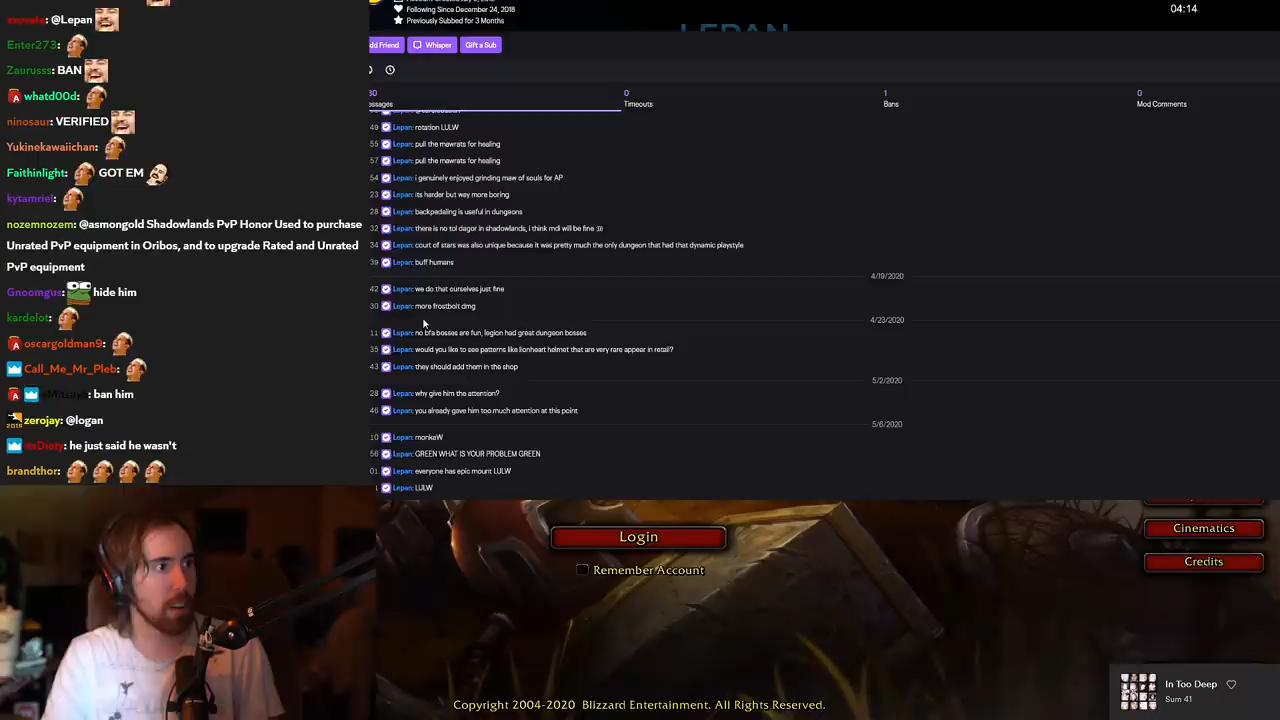 @Lepan
Enter273:
Zaurusss: BAN
whatd00d:
ninosaur: VERIFIED
Yukinekawaiichan:
Faithinlight: GOT EM
kytamriel:
nozemnozem: @asmongold Shadowlands PvP Honor Used to purchase
Unrated PvP equipment in Oribos, and to upgrade Rated and Unrated
PvP equipment
Gnoomgus: hide him
kardelot:
oscargoldman9:
Call_Me_Mr_Pleb:
ban him
zerojay: @logan
he just said he wasn't
brandthor:
Following Since December 24, 2018
Previously Subbed for 3 Months
LEPAN
04:14
dd Friend
Whisper
Gift a Sub
30
0
1
0
essages
Timeouts
Bans
Mod Comments
49 Lepan: rotation LULW
55 Lepan: pull the mawrats for healing
57 Lepan: pull the mawrats for healing
54 Lepan: i genuinely enjoyed grinding maw of souls for AP
23 Lepan: its harder but way more boring
28 Lepan: backpedaling is useful in dungeons
32 Lepan: there is no tol dagor in shadowlands, i think mdi will be fine :)))
34 Lepan: court of stars was also unique because it was pretty much the only dungeon that had that dynamic playstyle
39 Lepan: buff humans
4/19/2020
42 Lepan: we do that ourselves just fine
30 Lepan: more frostbolt dmg
4/23/2020
11 Lepan: no bfa bosses are fun, legion had great dungeon bosses
35 Lepan: would you like to see patterns like lionheart helmet that are very rare appear in retail?
43 Lepan: they should add them in the shop
5/2/2020
28 Lepan: why give him the attention?
46 Lepan: you already gave him too much attention at this point
5/6/2020
10 Lepan: monkaW
56 Lepan: GREEN WHAT IS YOUR PROBLEM GREEN
01 Lepan: everyone has epic mount LULW
1 Lepan: LULW
Login
Remember Account
Cinematics
Credits
In Too Deep
Sum 41
Copyright 2004-2020 Blizzard Entertainment. All Rights Reserved.